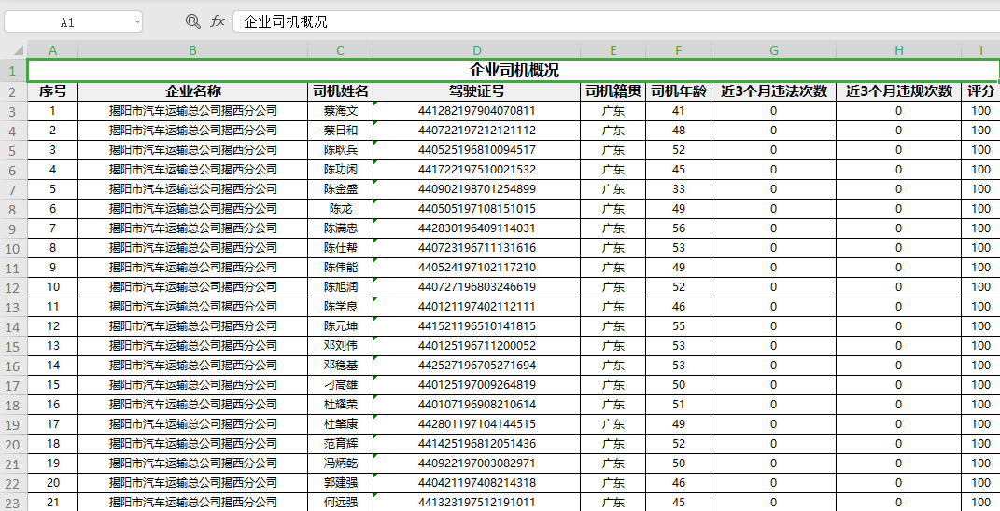 A1 fx 企业司机概况
A B C D E F G H I
1 企业司机概况
2 序号 企业名称 司机姓名 驾驶证号 司机籍贯 司机年龄 近3个月违法次数 近3个月违规次数 评分
3 1 揭阳市汽车运输总公司揭西分公司 蔡海文 441282197904070811 广东 41 0 0 100
4 2 揭阳市汽车运输总公司揭西分公司 蔡日和 440722197212121112 广东 48 0 0 100
5 3 揭阳市汽车运输总公司揭西分公司 陈耿兵 440525196810094517 广东 52 0 0 100
6 4 揭阳市汽车运输总公司揭西分公司 陈功闲 441722197510021532 广东 45 0 0 100
7 5 揭阳市汽车运输总公司揭西分公司 陈金盛 440902198701254899 广东 33 0 0 100
8 6 揭阳市汽车运输总公司揭西分公司 陈龙 440505197108151015 广东 49 0 0 100
9 7 揭阳市汽车运输总公司揭西分公司 陈满忠 442830196409114031 广东 56 0 0 100
10 8 揭阳市汽车运输总公司揭西分公司 陈仕帮 440723196711131616 广东 53 0 0 100
11 9 揭阳市汽车运输总公司揭西分公司 陈伟能 440524197102117210 广东 49 0 0 100
12 10 揭阳市汽车运输总公司揭西分公司 陈旭润 440727196803246619 广东 52 0 0 100
13 11 揭阳市汽车运输总公司揭西分公司 陈学良 440121197402112111 广东 46 0 0 100
14 12 揭阳市汽车运输总公司揭西分公司 陈元坤 441521196510141815 广东 55 0 0 100
15 13 揭阳市汽车运输总公司揭西分公司 邓刘伟 440125196711200052 广东 53 0 0 100
16 14 揭阳市汽车运输总公司揭西分公司 邓稳基 442527196705271694 广东 53 0 0 100
17 15 揭阳市汽车运输总公司揭西分公司 刁高雄 440125197009264819 广东 50 0 0 100
18 16 揭阳市汽车运输总公司揭西分公司 杜耀荣 440107196908210614 广东 51 0 0 100
19 17 揭阳市汽车运输总公司揭西分公司 杜肇康 442801197104144515 广东 49 0 0 100
20 18 揭阳市汽车运输总公司揭西分公司 范育辉 441425196812051436 广东 52 0 0 100
21 19 揭阳市汽车运输总公司揭西分公司 冯炳乾 440922197003082971 广东 50 0 0 100
22 20 揭阳市汽车运输总公司揭西分公司 郭建强 440421197408214318 广东 46 0 0 100
23 21 揭阳市汽车运输总公司揭西分公司 何远强 441323197512191011 广东 45 0 0 100